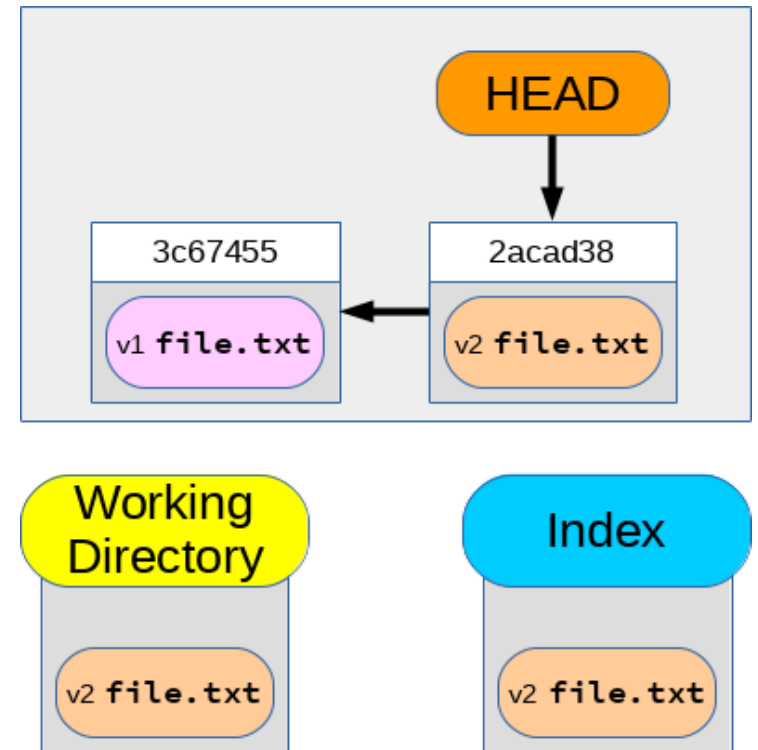 HEAD
3c67455
2acad38
v1 file.txt
v2 file.txt
Working
Directory
Index
v2 file.txt
v2 file.txt